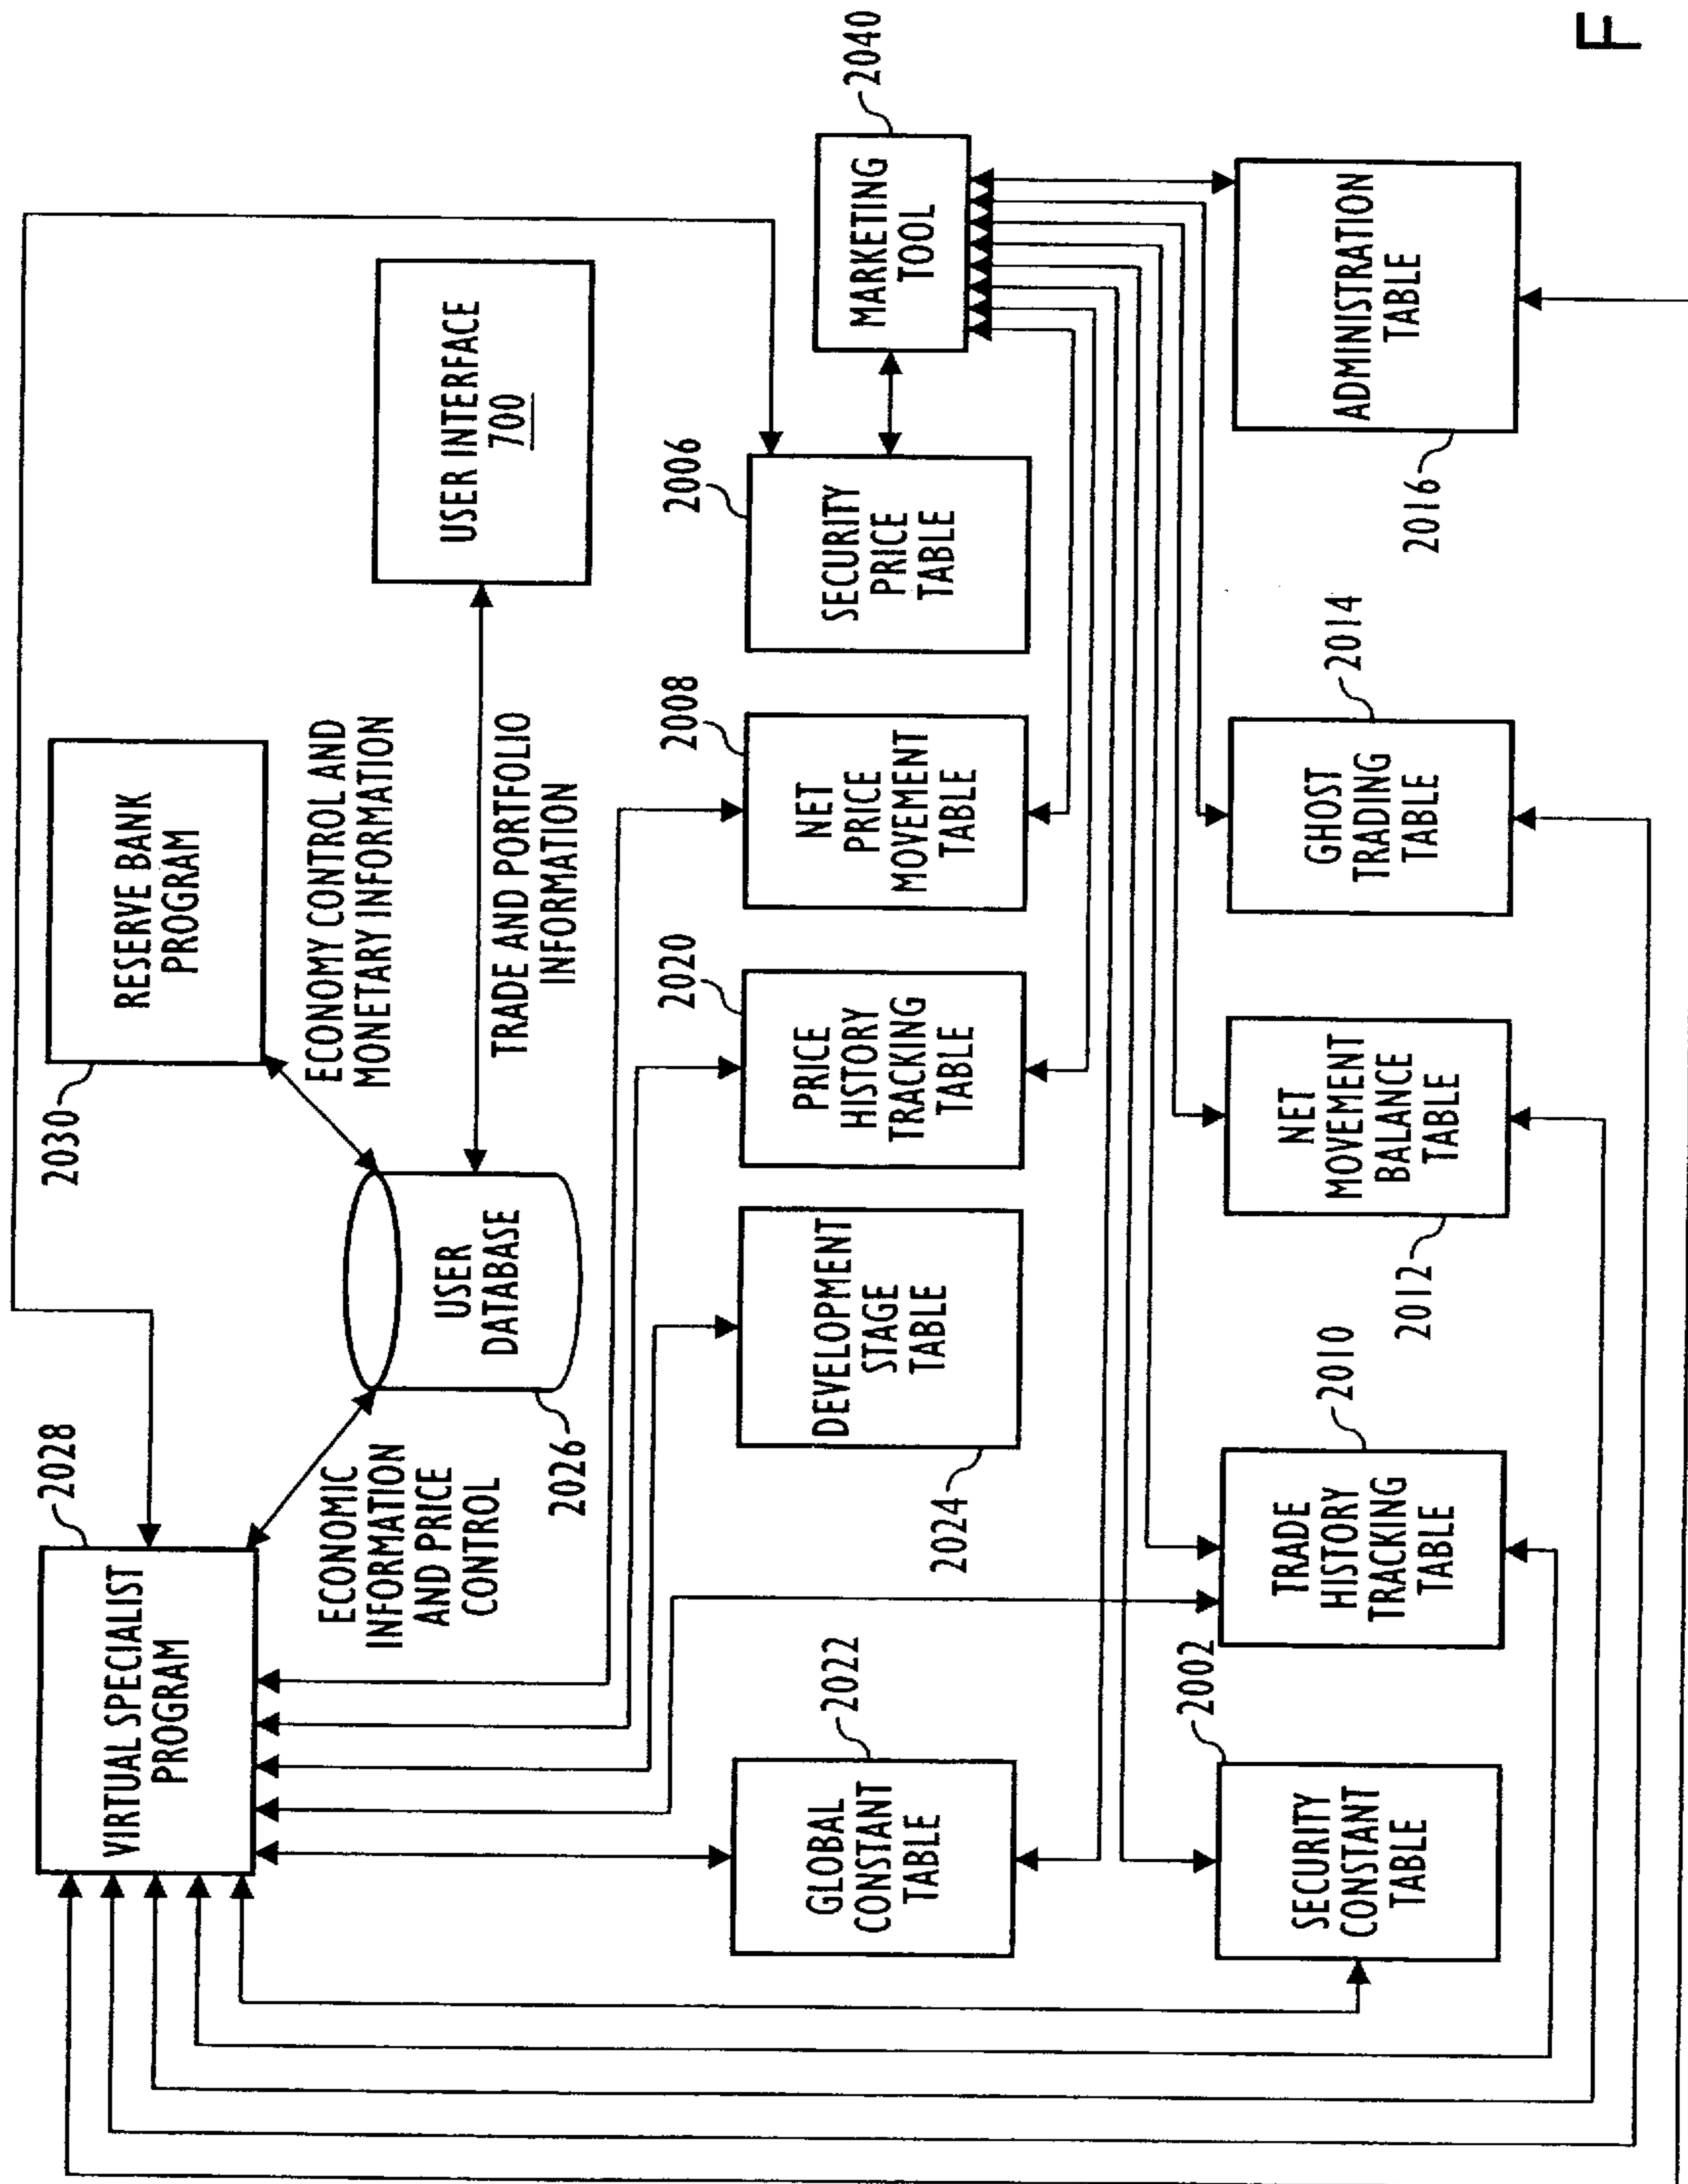 2028
VIRTUAL SPECIALIST
PROGRAM
2030
RESERVE BANK
PROGRAM
ECONOMIC
INFORMATION
AND PRICE
CONTROL
USER
DATABASE
2026
ECONOMY CONTROL AND
MONETARY INFORMATION
TRADE AND PORTFOLIO
INFORMATION
USER INTERFACE
700
GLOBAL
CONSTANT
TABLE
2022
DEVELOPMENT
STAGE
TABLE
2024
PRICE
HISTORY
TRACKING
TABLE
2020
NET
PRICE
MOVEMENT
TABLE
2008
SECURITY
PRICE
TABLE
2006
MARKETING
TOOL
2040
SECURITY
CONSTANT
TABLE
2002
TRADE
HISTORY
TRACKING
TABLE
2010
NET
MOVEMENT
BALANCE
TABLE
2012
GHOST
TRADING
TABLE
2014
ADMINISTRATION
TABLE
2016
F